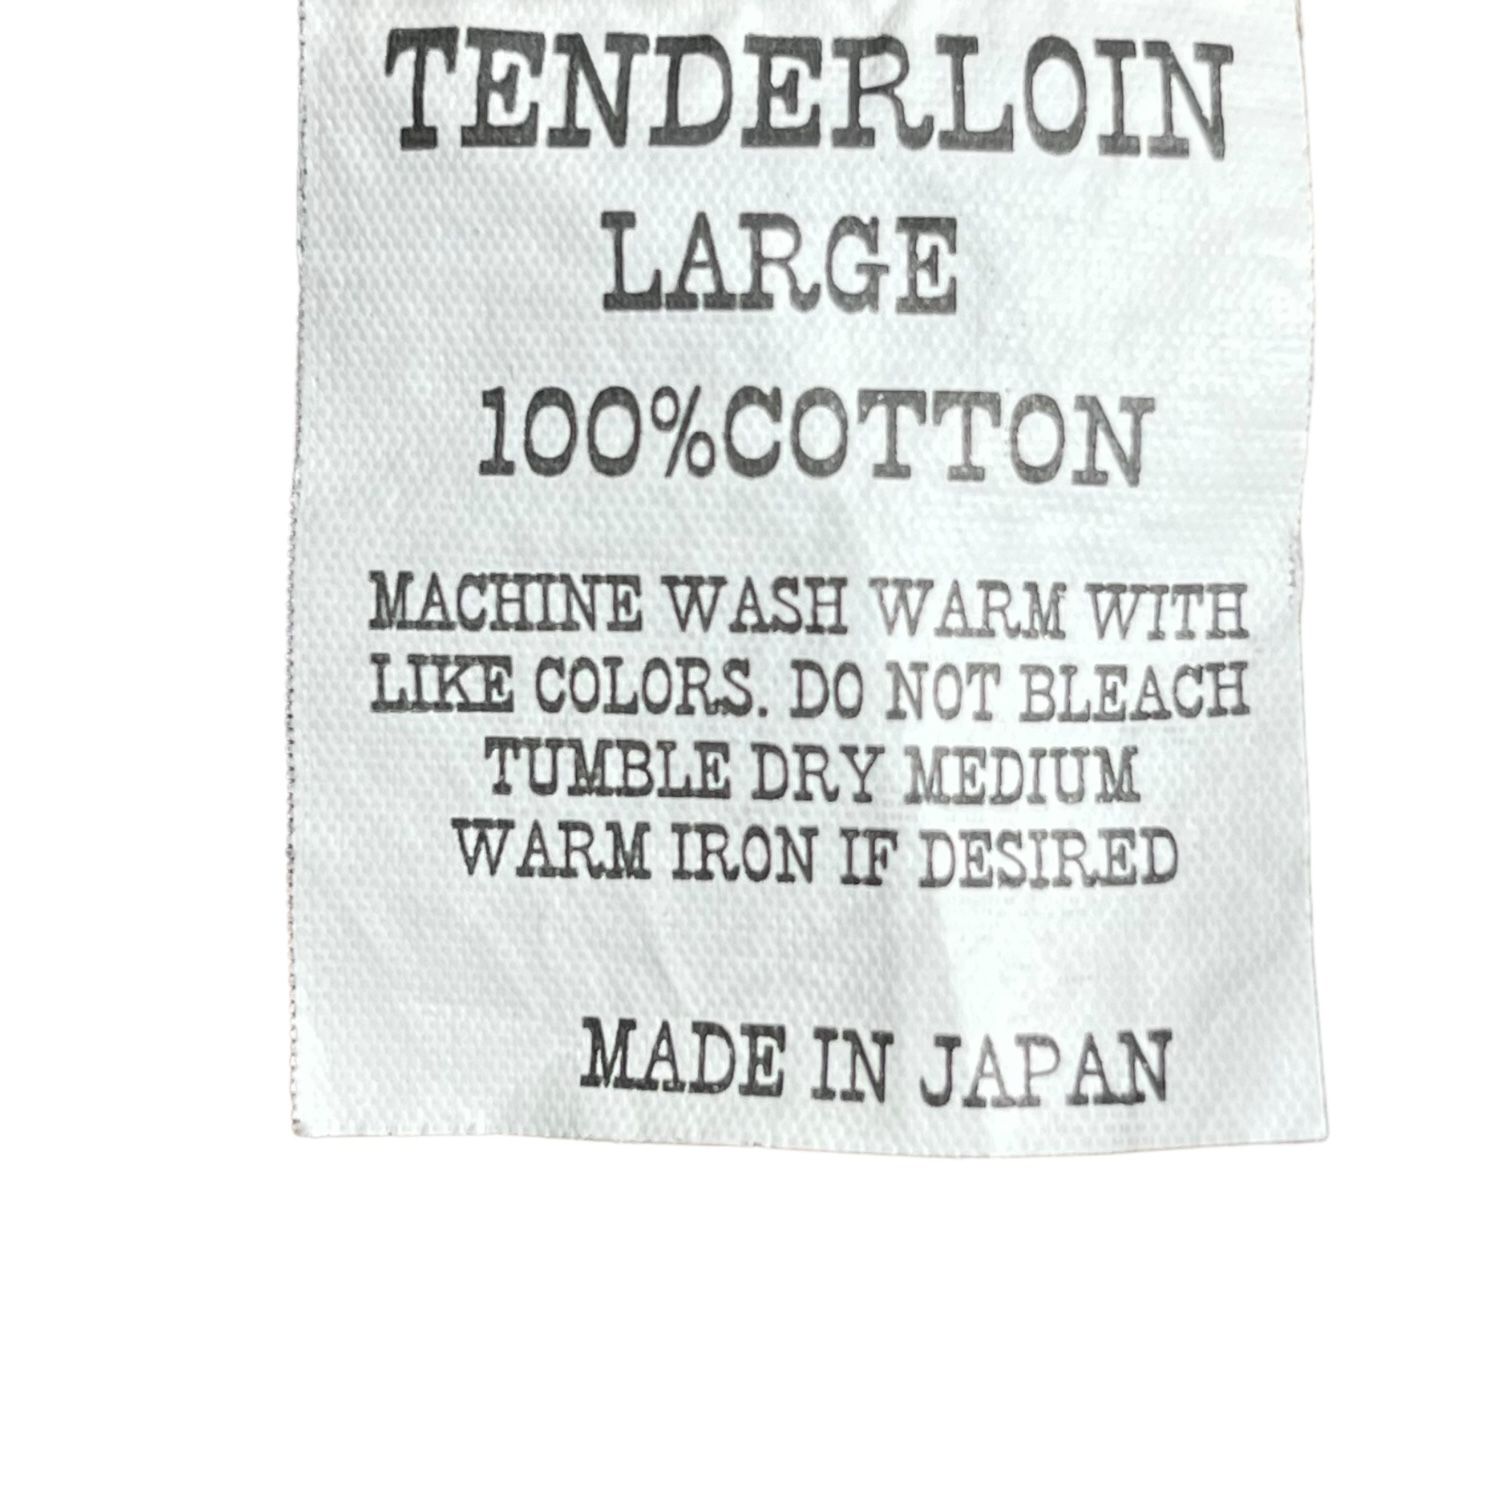 TENDERLOIN
LARGE
100%COTTON
MACHINE WASH WARM WITH
LIKE COLORS. DO NOT BLEACH
TUMBLE DRY MEDIUM
WARM IRON IF DESIRED
MADE IN JAPAN